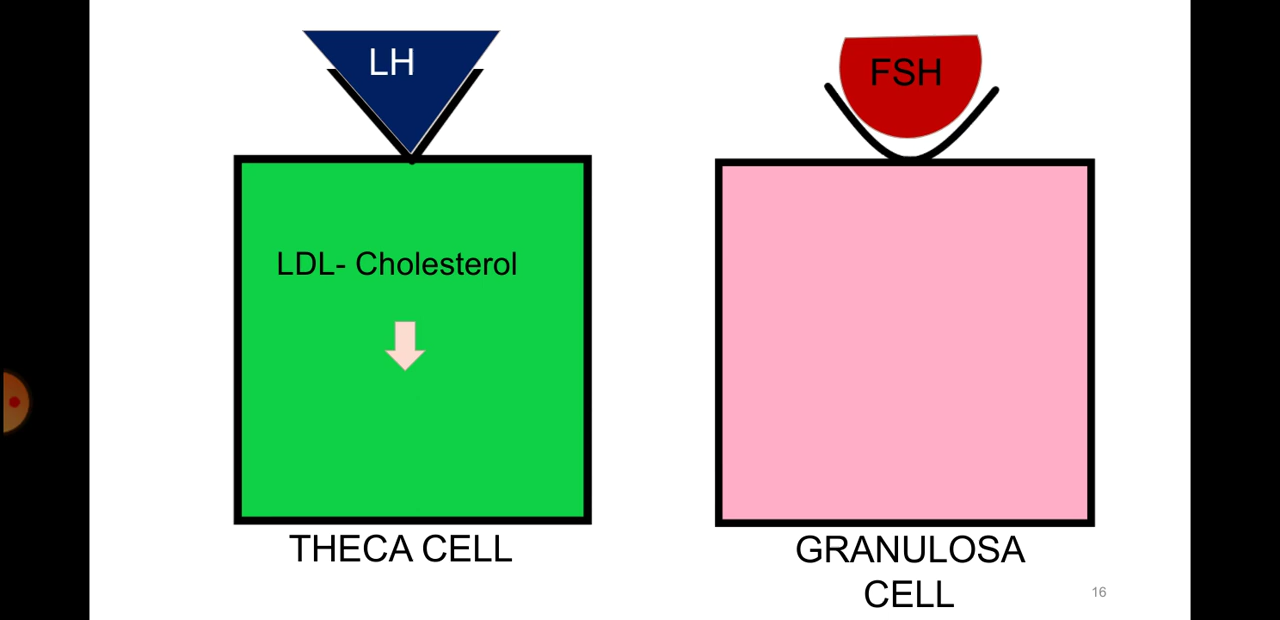 LH
FSH
LDL- Cholesterol
THECA CELL
GRANULOSA
CELL
16